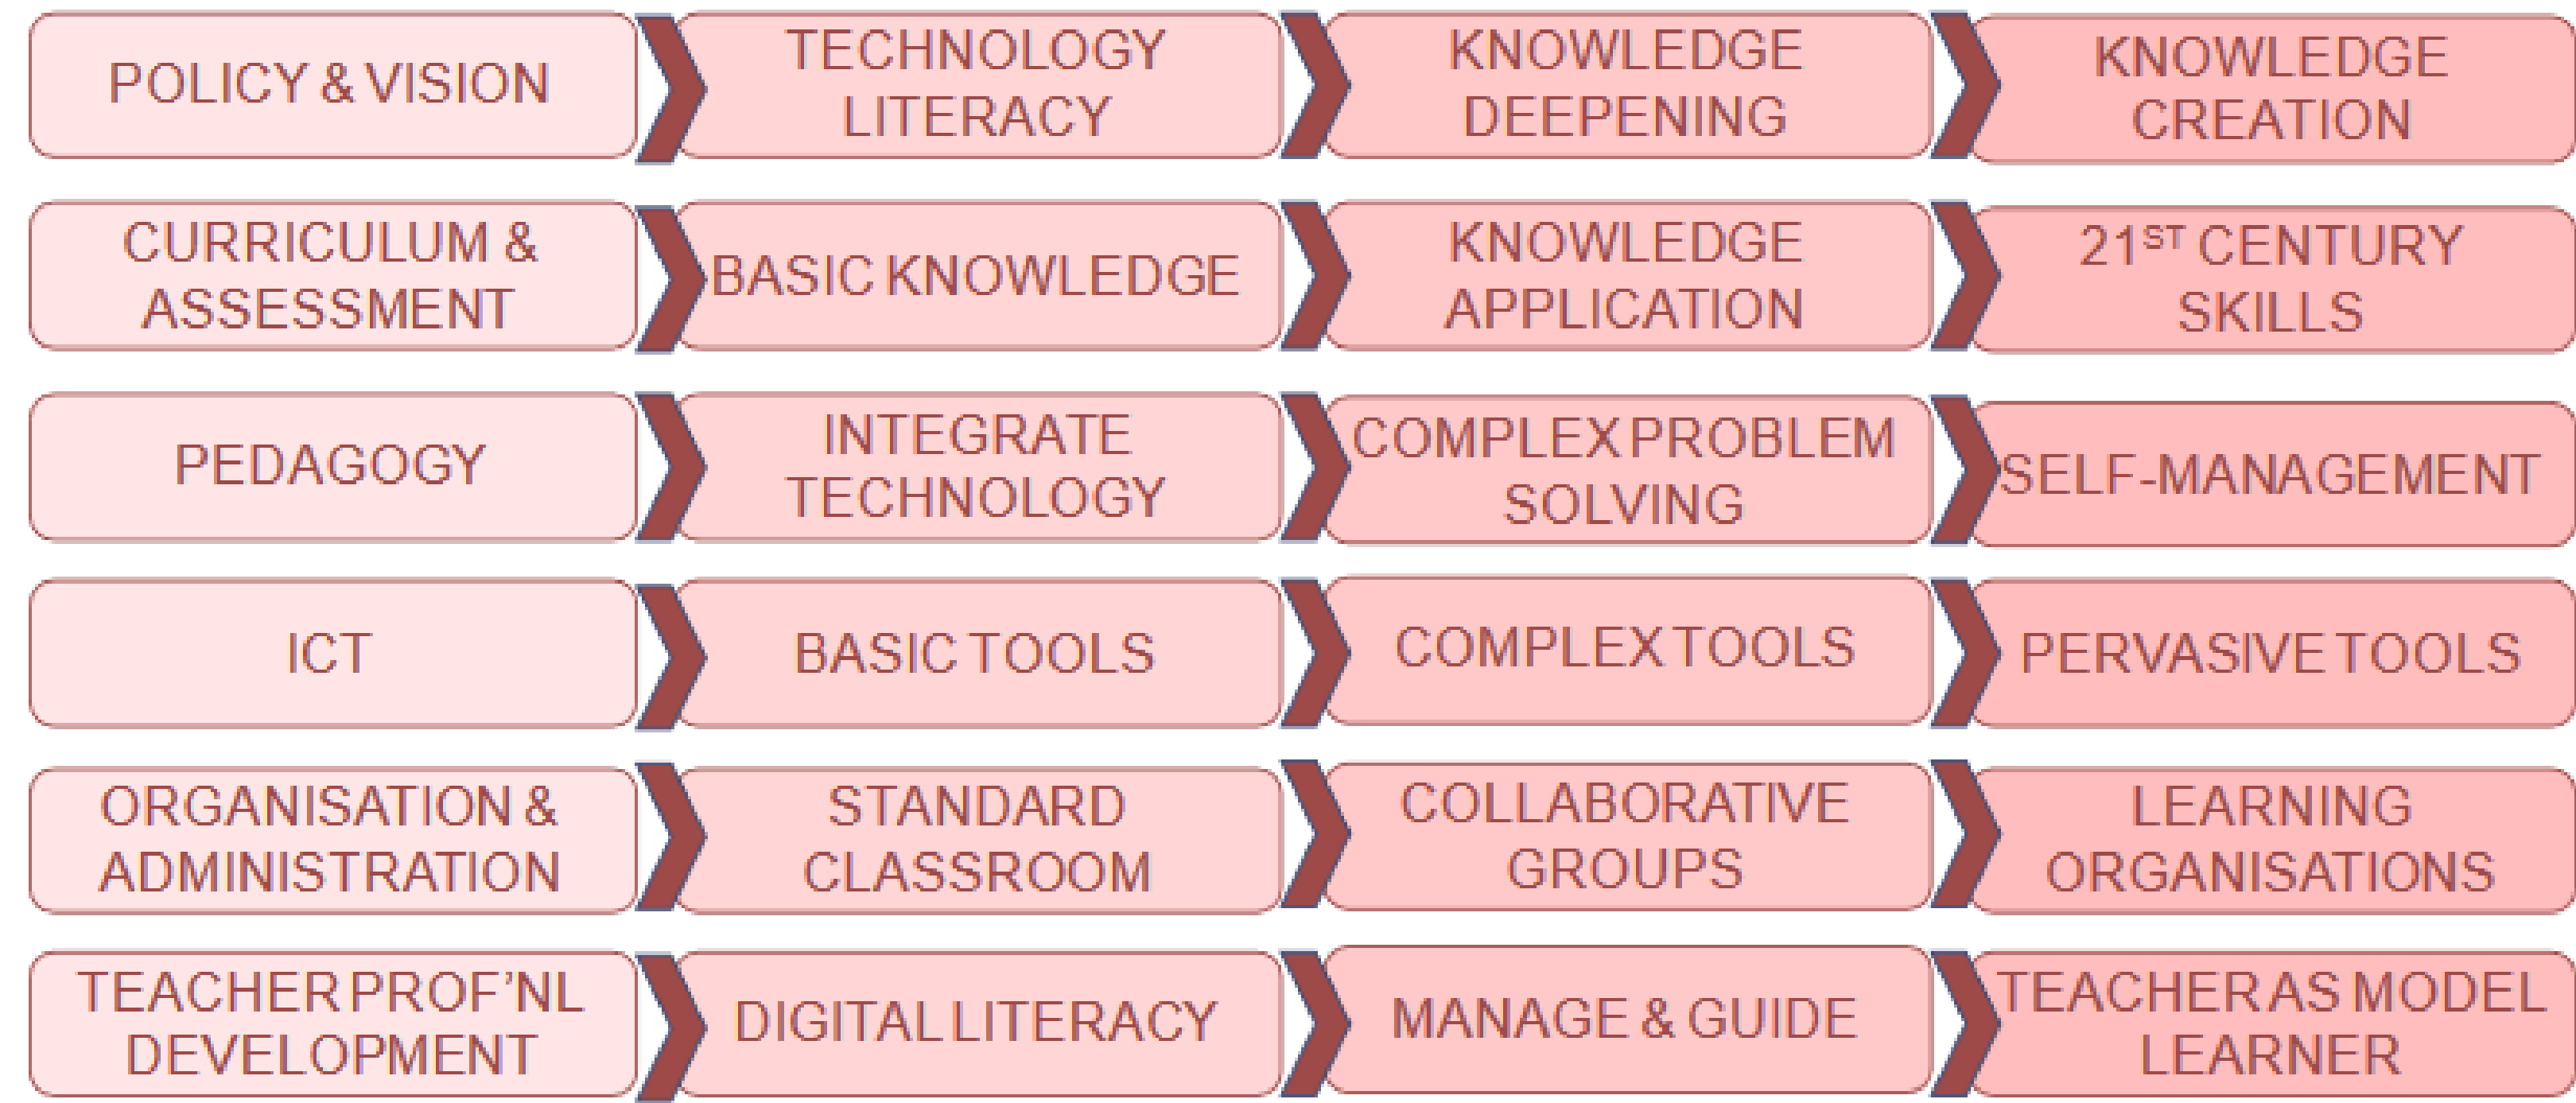 POLICY & VISION
TECHNOLOGY
LITERACY
KNOWLEDGE
DEEPENING
KNOWLEDGE
CREATION
CURRICULUM &
ASSESSMENT
BASIC KNOWLEDGE
KNOWLEDGE
APPLICATION
21ST CENTURY
SKILLS
PEDAGOGY
INTEGRATE
TECHNOLOGY
COMPLEX PROBLEM
SOLVING
SELF-MANAGEMENT
ICT
BASIC TOOLS
COMPLEX TOOLS
PERVASIVE TOOLS
ORGANISATION &
ADMINISTRATION
STANDARD
CLASSROOM
COLLABORATIVE
GROUPS
LEARNING
ORGANISATIONS
TEACHER PROF’NL
DEVELOPMENT
DIGITAL LITERACY
MANAGE & GUIDE
TEACHER AS MODEL
LEARNER